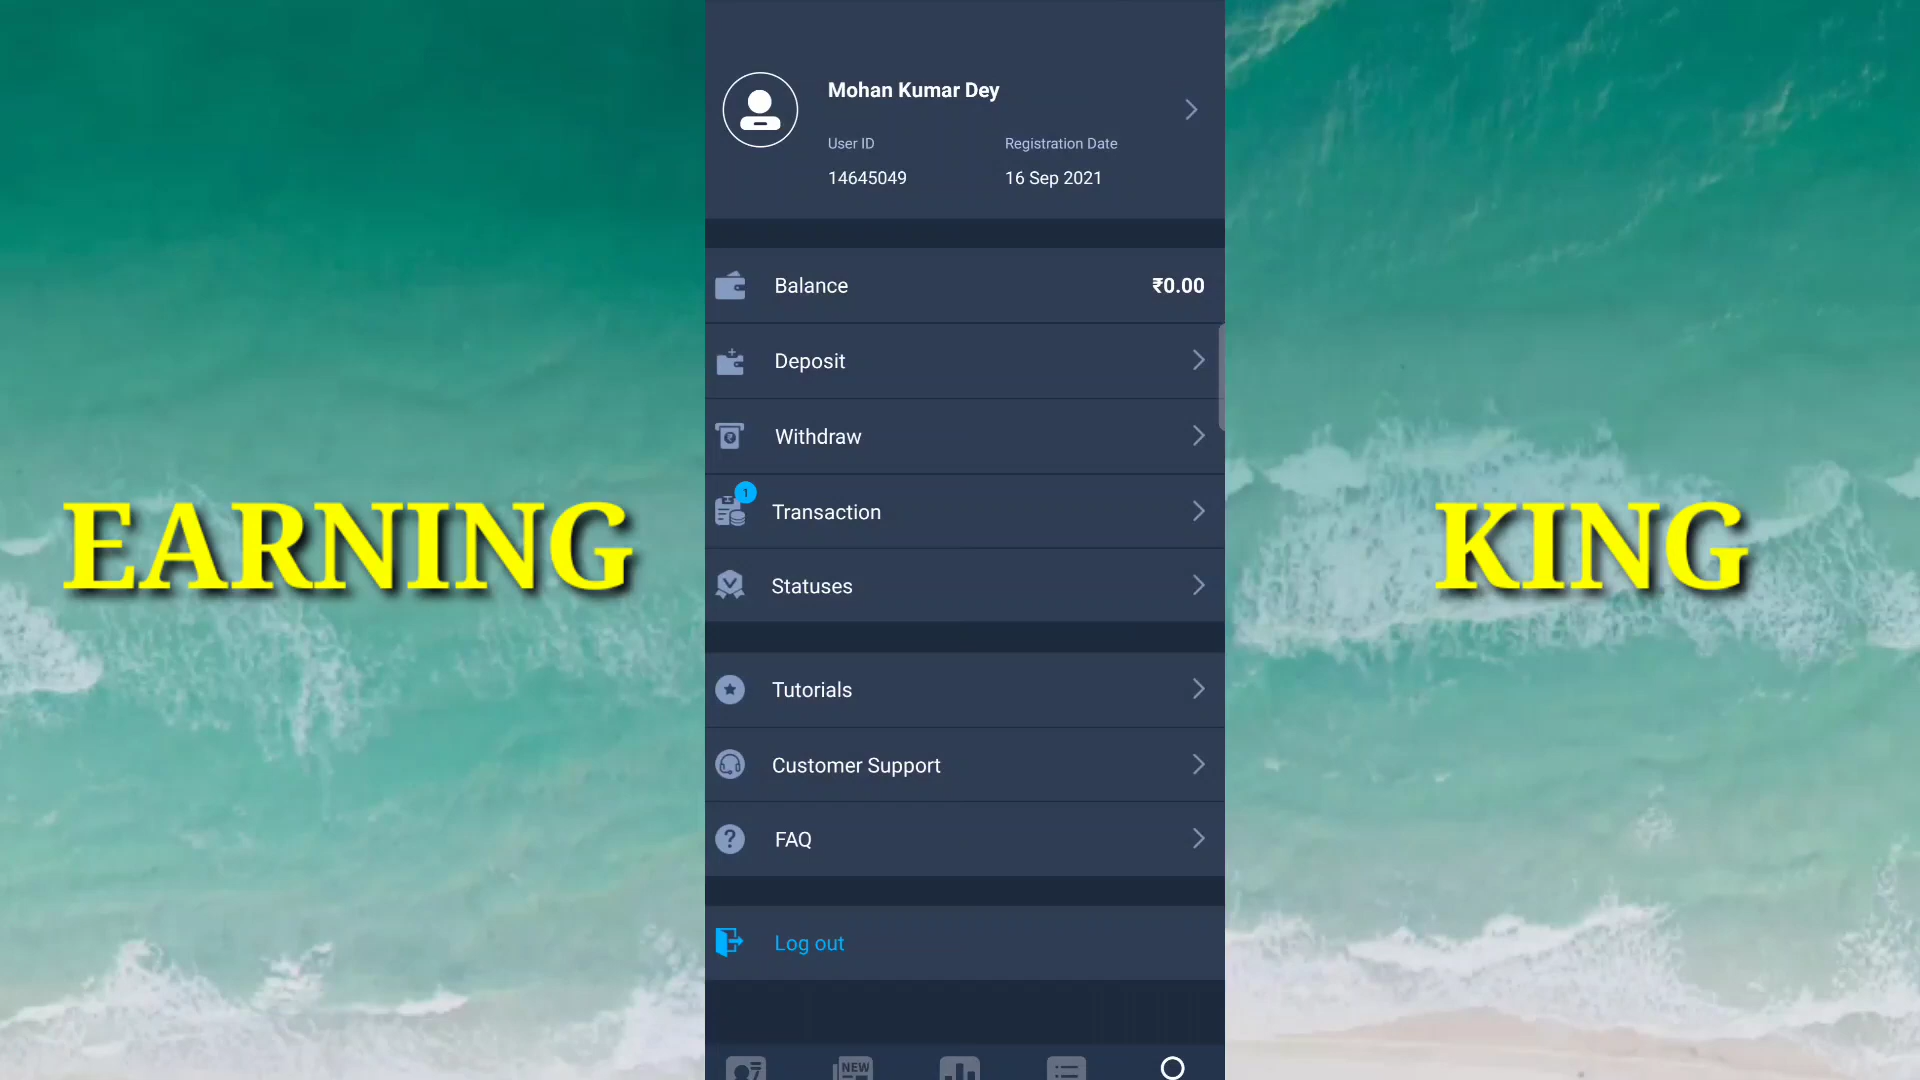 Mohan Kumar Dey
User ID
Registration Date
14645049
16 Sep 2021
Balance
₹0.00
Deposit
Withdraw
1
Transaction
Statuses
EARNING
KING
Tutorials
Customer Support
?
FAQ
Log out
NEW